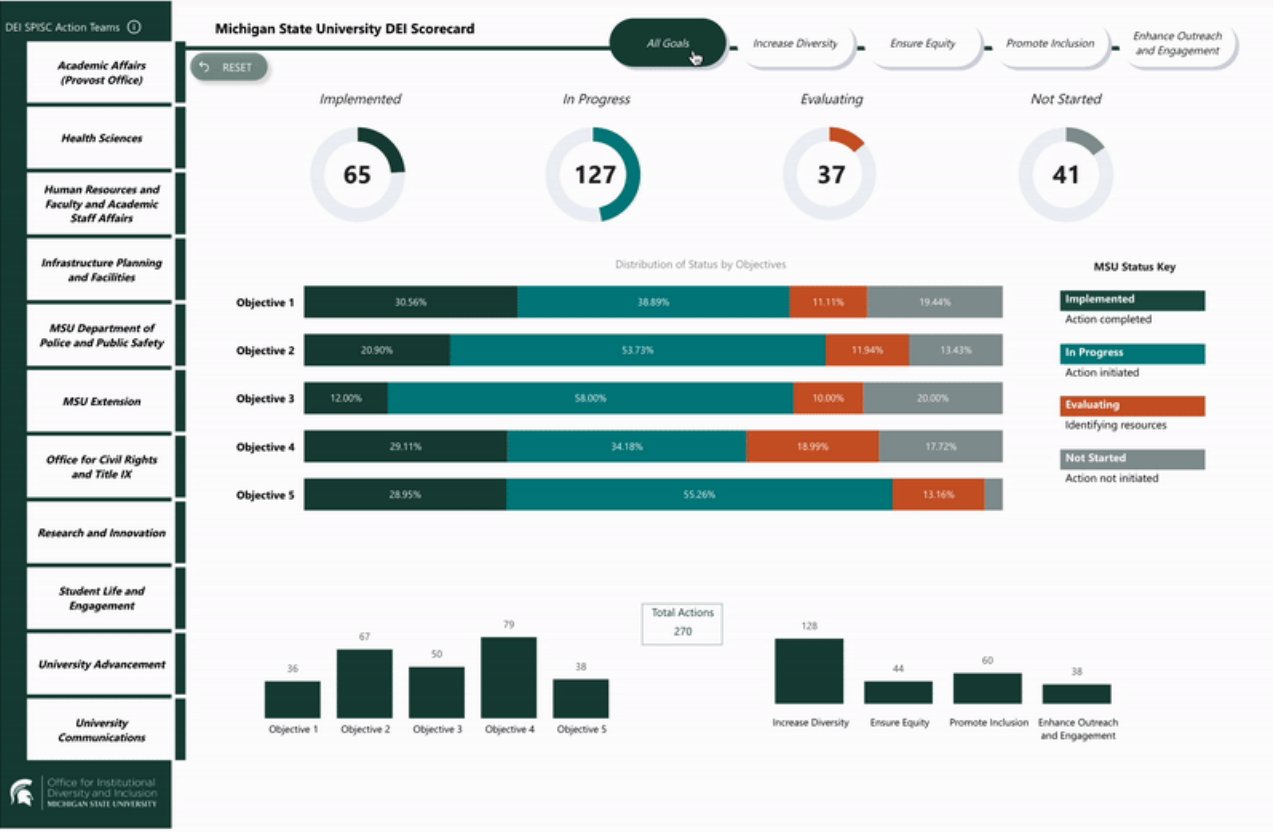 DEI SPISC Action Teams
Michigan State University DEI Scorecard
All Goals
Increase Diversity
Ensure Equity
Promote Inclusion
Enhance Outreach
and Engagement
RESET
Academic Affairs
(Provost Office)
Health Sciences
Human Resources and
Faculty and Academic
Staff Affairs
Infrastructure Planning
and Facilities
MSU Department of
Police and Public Safety
MSU Extension
Office for Civil Rights
and Title IX
Research and Innovation
Student Life and
Engagement
University Advancement
University
Communications
Office for Institutional
Diversity and Inclusion
MICHIGAN STATE UNIVERSITY
Implemented
In Progress
Evaluating
Not Started
65
127
37
41
Distribution of Status by Objectives
Objective 1
30.56%
38.89%
11.11%
19.44%
Objective 2
20.90%
53.73%
11.94%
13.43%
Objective 3
12.00%
58.00%
10.00%
20.00%
Objective 4
29.11%
34.18%
18.99%
17.72%
Objective 5
28.95%
55.26%
13.16%
MSU Status Key
Implemented
Action completed
In Progress
Action initiated
Evaluating
Identifying resources
Not Started
Action not initiated
36
67
50
79
38
Objective 1
Objective 2
Objective 3
Objective 4
Objective 5
Total Actions
270
128
44
60
38
Increase Diversity
Ensure Equity
Promote Inclusion
Enhance Outreach
and Engagement